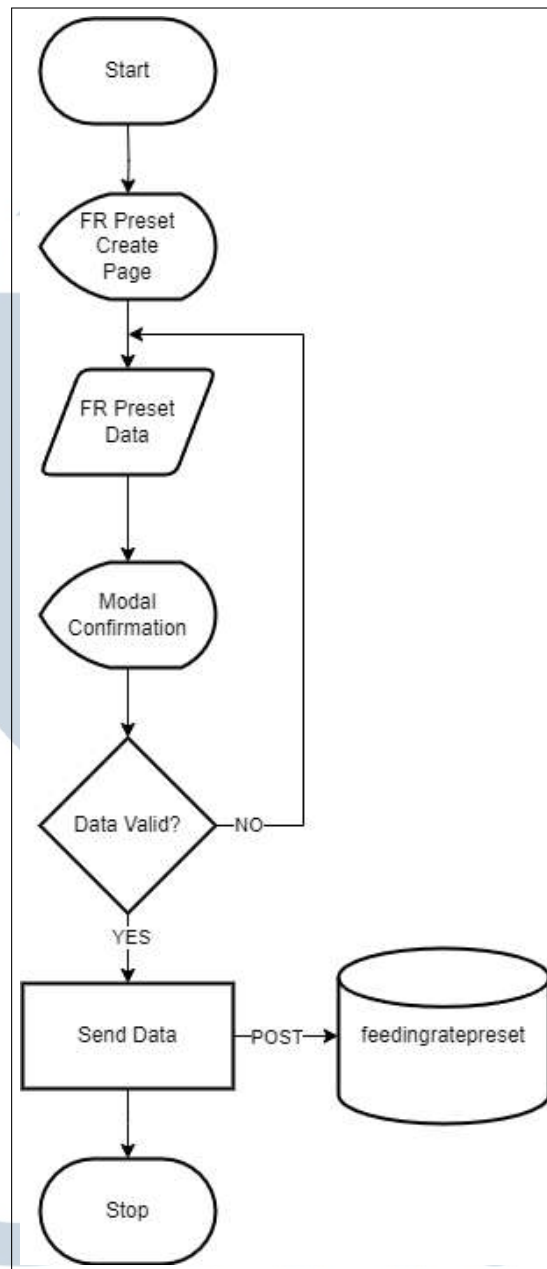 Start
FR Preset
Create
Page
FR Preset
Data
Modal
Confirmation
Data Valid?
NO
YES
Send Data
POST
feedingratepreset
Stop